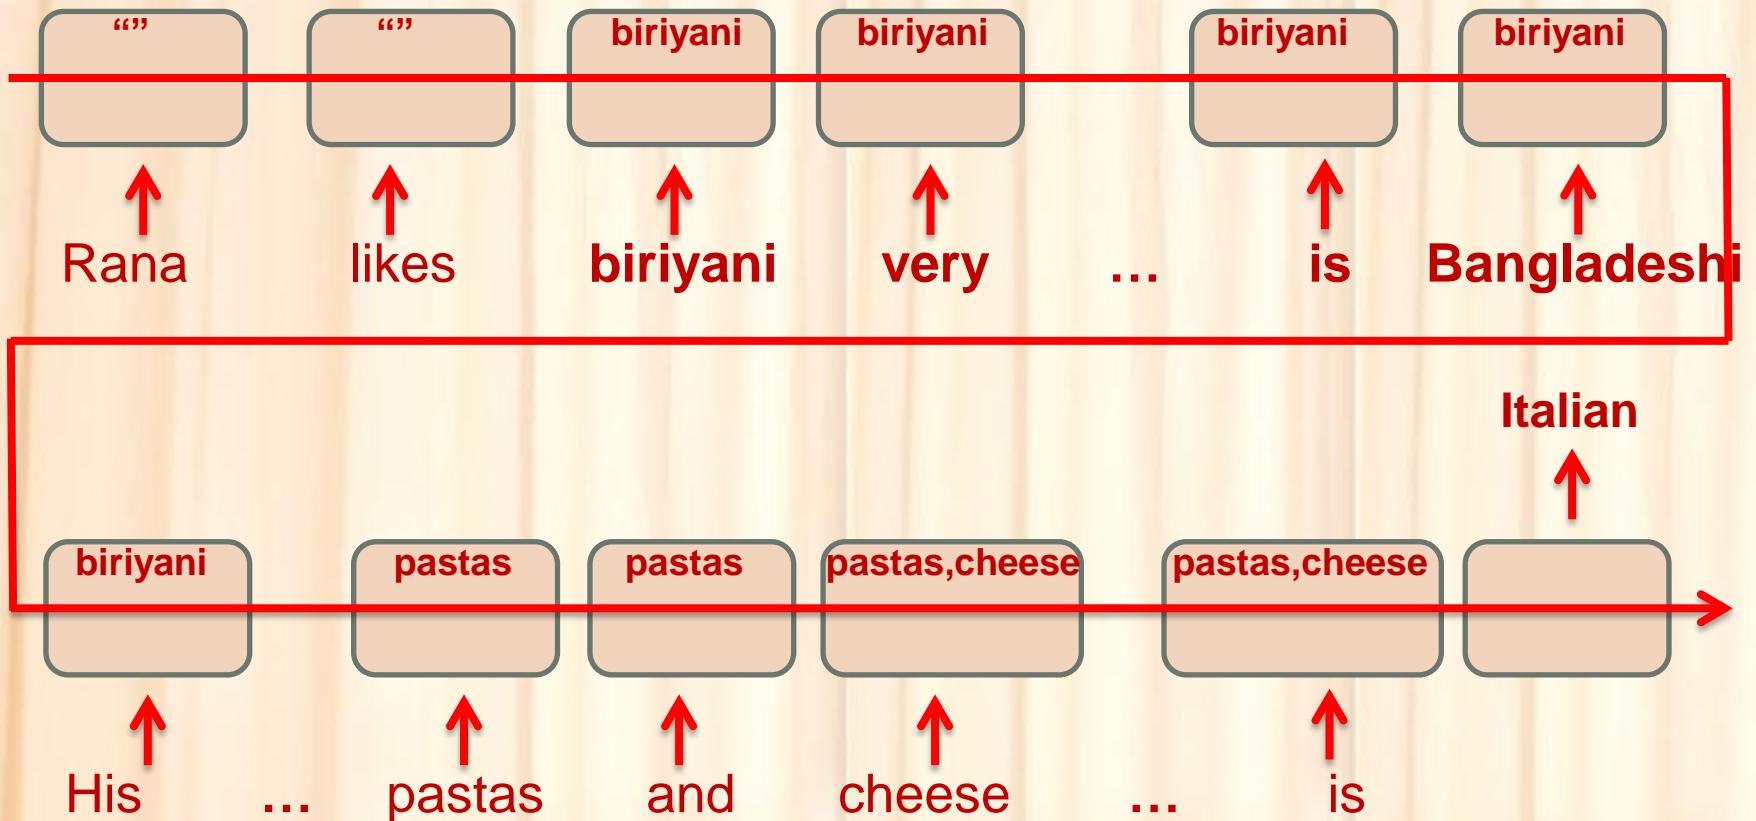 “” “” biriyani biriyani biriyani biriyani
Rana likes biriyani very ... is Bangladeshi
Italian
biriyani pastas pastas pastas,cheese pastas,cheese
His ... pastas and cheese ... is